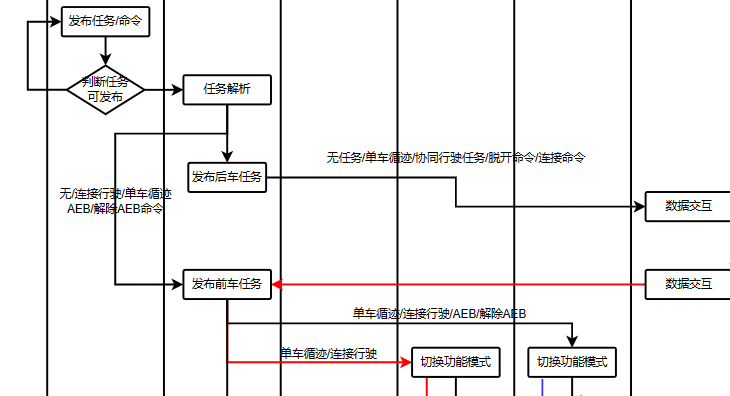 发布任务/命令
判断任务
可发布
任务解析
无任务/单车循迹/协同行驶任务/脱开命令/连接命令
发布后车任务
无/连接行驶/单车循迹
AEB/解除AEB命令
数据交互
发布前车任务
数据交互
单车循迹/连接行驶/AEB/解除AEB
单车循迹/连接行驶
切换功能模式
切换功能模式